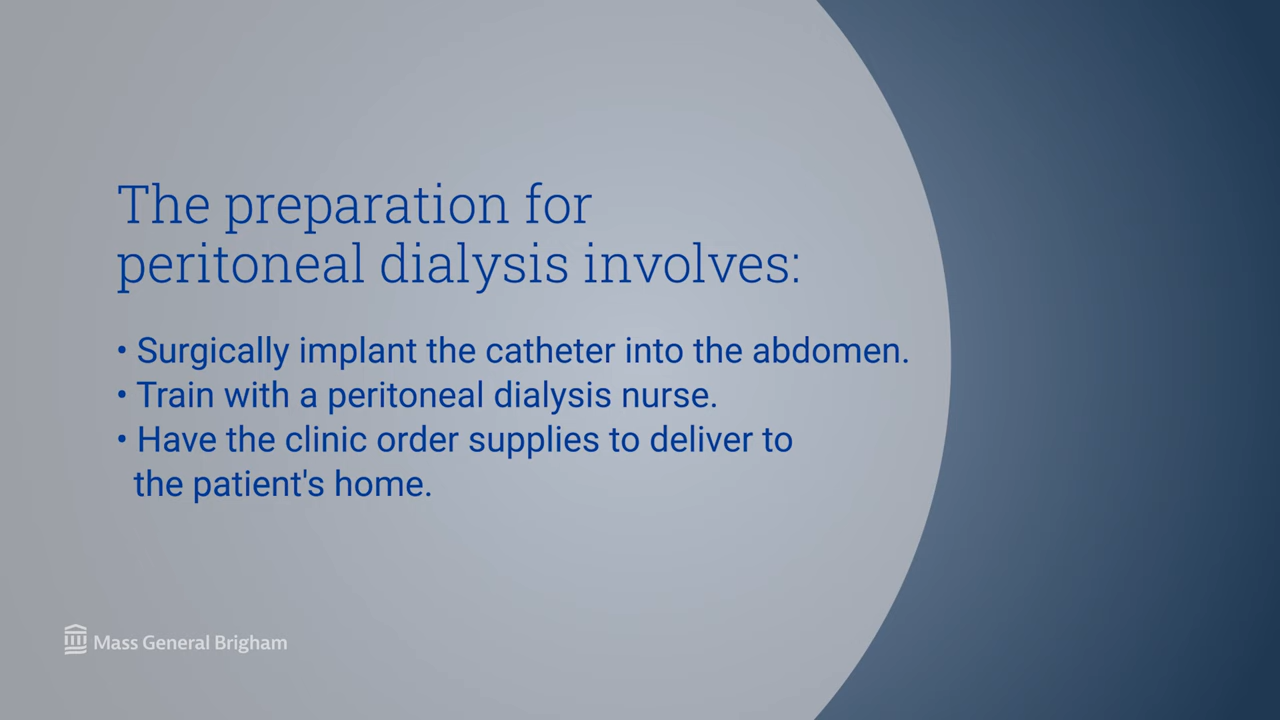 The preparation for
peritoneal dialysis involves:
• Surgically implant the catheter into the abdomen.
• Train with a peritoneal dialysis nurse.
• Have the clinic order supplies to deliver to
the patient's home.
Mass General Brigham